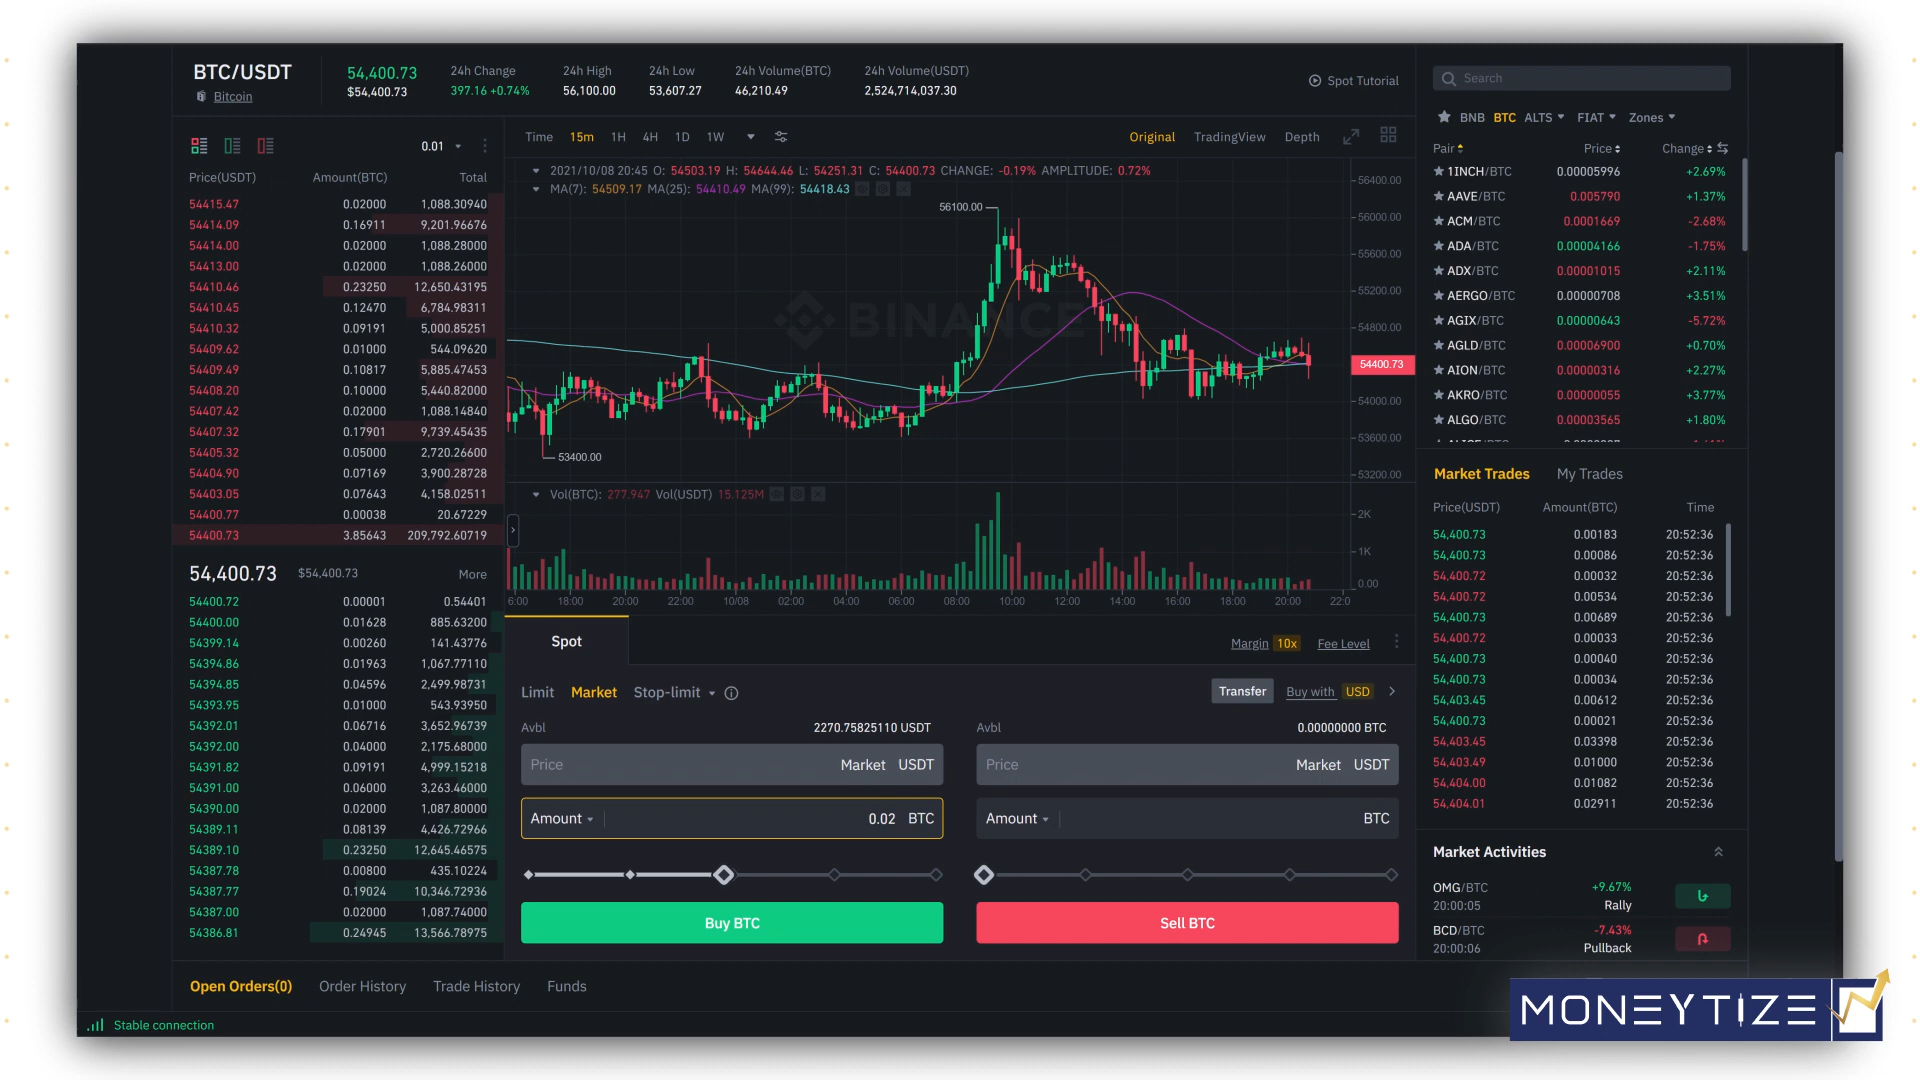 BTC/USDT
Bitcoin
54,400.73
$54,400.73
24h Change
397.16 +0.74%
24h High
56,100.00
24h Low
53,607.27
24h Volume(BTC)
46,210.49
24h Volume(USDT)
2,524,714,037.30
Spot Tutorial
0.01
Price(USDT) Amount(BTC) Total
54415.47 0.02000 1,088.30940
54414.09 0.16911 9,201.96676
54414.00 0.02000 1,088.28000
54413.00 0.02000 1,088.26000
54410.46 0.23250 12,650.43195
54410.45 0.12470 6,784.98311
54410.32 0.09191 5,000.85251
54409.62 0.01000 544.09620
54409.49 0.10817 5,885.47453
54408.20 0.10000 5,440.82000
54407.42 0.02000 1,088.14840
54407.32 0.17901 9,739.45435
54405.32 0.05000 2,720.26600
54404.90 0.07169 3,900.28728
54403.05 0.07643 4,158.02511
54400.77 0.00038 20.67229
54400.73 3.85643 209,792.60719
54,400.73 $54,400.73 More
54400.72 0.00001 0.54401
54400.00 0.01628 885.63200
54399.14 0.00260 141.43776
54394.86 0.01963 1,067.77110
54394.85 0.04596 2,499.98731
54393.95 0.01000 543.93950
54392.01 0.06716 3,652.96739
54392.00 0.04000 2,175.68000
54391.82 0.09191 4,999.15218
54391.00 0.06000 3,263.46000
54390.00 0.02000 1,087.80000
54389.11 0.08139 4,426.72966
54389.10 0.23250 12,645.46575
54387.78 0.00800 435.10224
54387.77 0.19024 10,346.72936
54387.00 0.02000 1,087.74000
54386.81 0.24945 13,566.78975
Time 15m 1H 4H 1D 1W
Original TradingView Depth
2021/10/08 20:45 O: 54503.19 H: 54644.46 L: 54251.31 C: 54400.73 CHANGE: -0.19% AMPLITUDE: 0.72%
MA(7): 54509.17 MA(25): 54410.49 MA(99): 54418.43
56100.00
BINANCE
53400.00
56400.00
56000.00
55600.00
55200.00
54800.00
54400.73
54000.00
53600.00
53200.00
Vol(BTC): 277.947 Vol(USDT) 15.125M
2K
1K
0.00
6:00 18:00 20:00 22:00 10/08 02:00 04:00 06:00 08:00 10:00 12:00 14:00 16:00 18:00 20:00 22:0
Spot
Margin 10x Fee Level
Limit Market Stop-limit
Transfer Buy with USD
Avbl 2270.75825110 USDT
Price Market USDT
Amount 0.02 BTC
Buy BTC
Avbl 0.00000000 BTC
Price Market USDT
Amount BTC
Sell BTC
Search
BNB BTC ALTS FIAT Zones
Pair Price Change
1INCH/BTC 0.00005996 +2.69%
AAVE/BTC 0.005790 +1.37%
ACM/BTC 0.0001669 -2.68%
ADA/BTC 0.00004166 -1.75%
ADX/BTC 0.00001015 +2.11%
AERGO/BTC 0.00000708 +3.51%
AGIX/BTC 0.00000643 -5.72%
AGLD/BTC 0.00006900 +0.70%
AION/BTC 0.00000316 +2.27%
AKRO/BTC 0.00000055 +3.77%
ALGO/BTC 0.00003565 +1.80%
Market Trades My Trades
Price(USDT) Amount(BTC) Time
54,400.73 0.00183 20:52:36
54,400.73 0.00086 20:52:36
54,400.72 0.00032 20:52:36
54,400.72 0.00534 20:52:36
54,400.73 0.00689 20:52:36
54,400.72 0.00033 20:52:36
54,400.73 0.00040 20:52:36
54,400.73 0.00034 20:52:36
54,403.45 0.00612 20:52:36
54,400.73 0.00021 20:52:36
54,403.45 0.03398 20:52:36
54,403.49 0.01000 20:52:36
54,404.00 0.01082 20:52:36
54,404.01 0.02911 20:52:36
Market Activities
OMG/BTC +9.67%
20:00:05 Rally
BCD/BTC -7.43%
20:00:06 Pullback
Open Orders(0) Order History Trade History Funds
Stable connection
MONEYTIZE